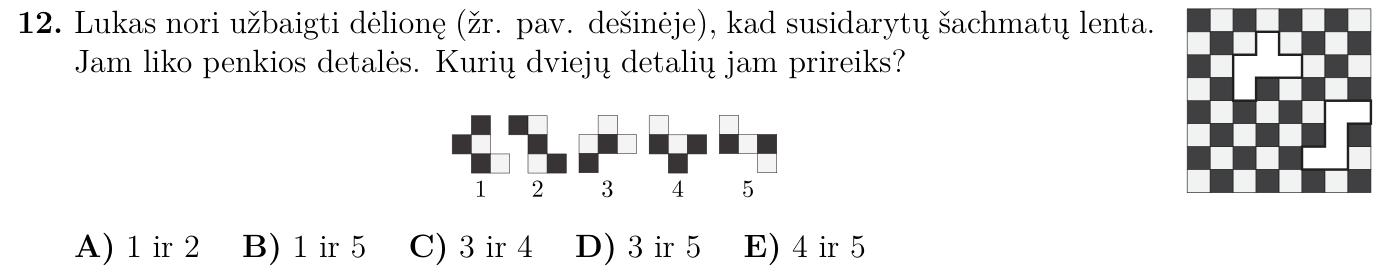 12. Lukas nori užbaigti dėlionę (žr. pav. dešinėje), kad susidarytų šachmatų lenta.
Jam liko penkios detalės. Kurių dviejų detalių jam prireiks?
1 2 3 4 5
A) 1 ir 2 B) 1 ir 5 C) 3 ir 4 D) 3 ir 5 E) 4 ir 5